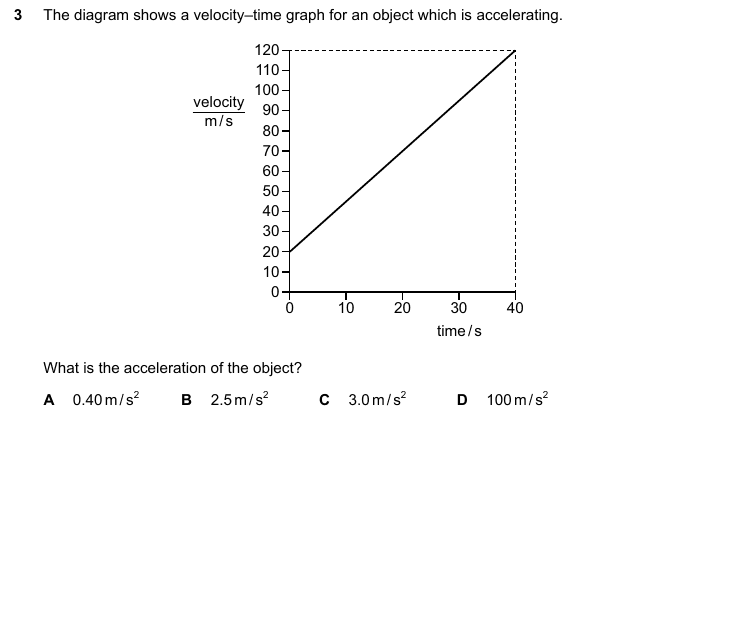 3 The diagram shows a velocity–time graph for an object which is accelerating.
120
110
100
velocity
m/s
90
80
70
60
50
40
30
20
10
0
0 10 20 30 40
time/s
What is the acceleration of the object?
A 0.40 m/s² B 2.5 m/s² C 3.0 m/s² D 100 m/s²